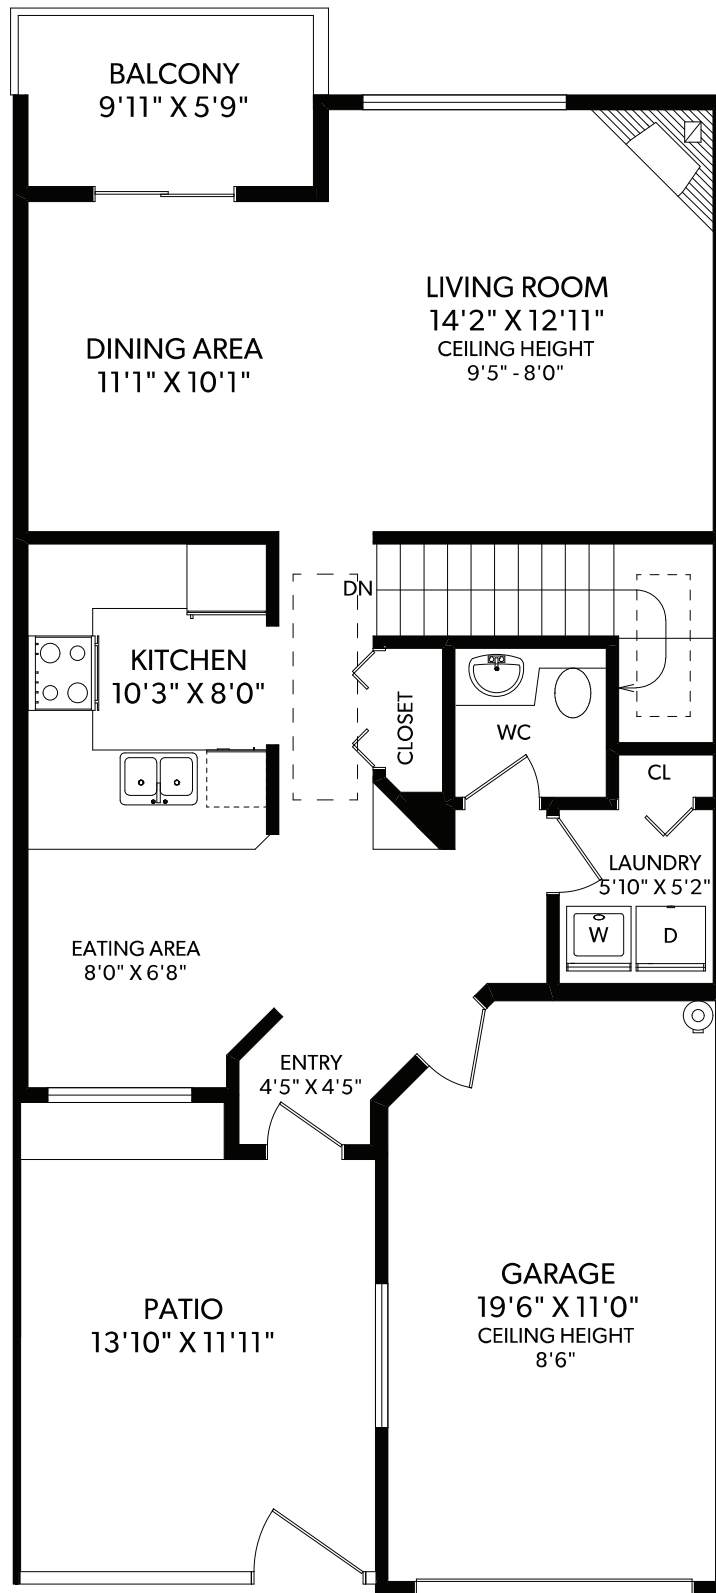 BALCONY
9'11" X 5'9"
LIVING ROOM
14'2" X 12'11"
CEILING HEIGHT
9'5" - 8'0"
DINING AREA
11'1" X 10'1"
DN
KITCHEN
10'3" X 8'0"
CLOSET
WC
CL
LAUNDRY
5'10" X 5'2"
W
D
EATING AREA
8'0" X 6'8"
ENTRY
4'5" X 4'5"
GARAGE
19'6" X 11'0"
CEILING HEIGHT
8'6"
PATIO
13'10" X 11'11"